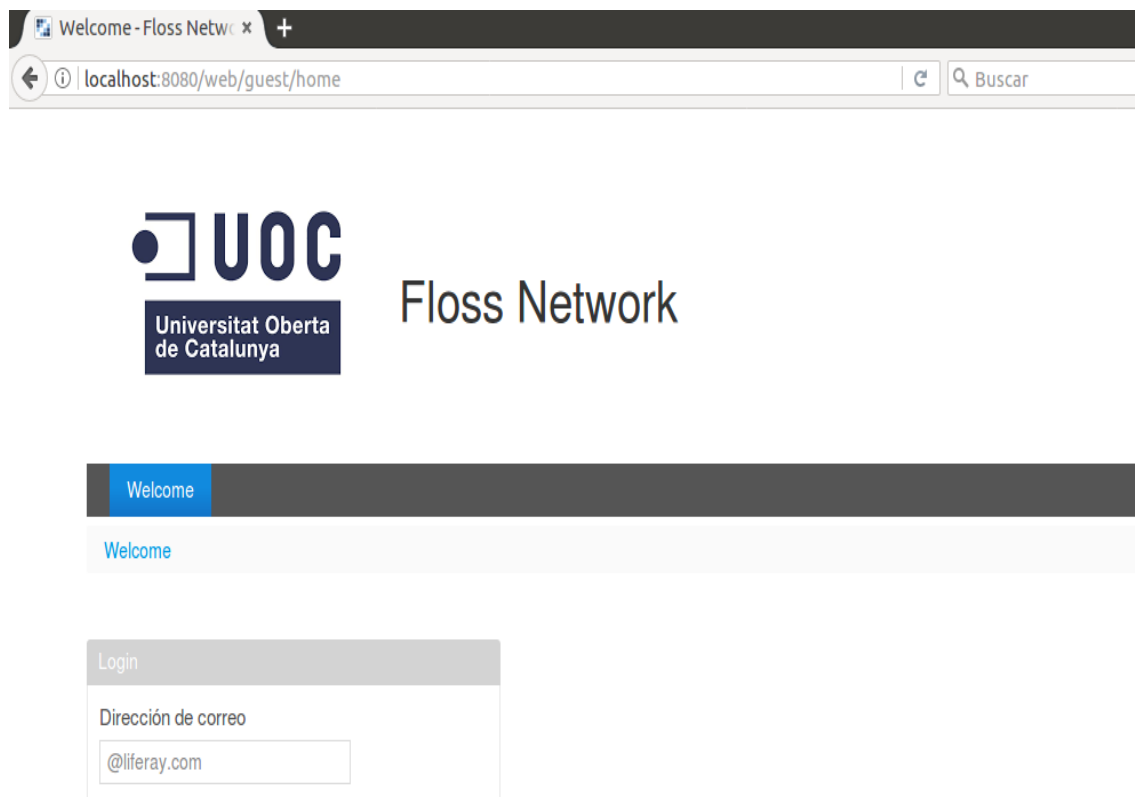 Welcome - Floss Netwo
localhost:8080/web/guest/home
Buscar
UOC
Universitat Oberta
de Catalunya
Floss Network
Welcome
Welcome
Login
Dirección de correo
@liferay.com